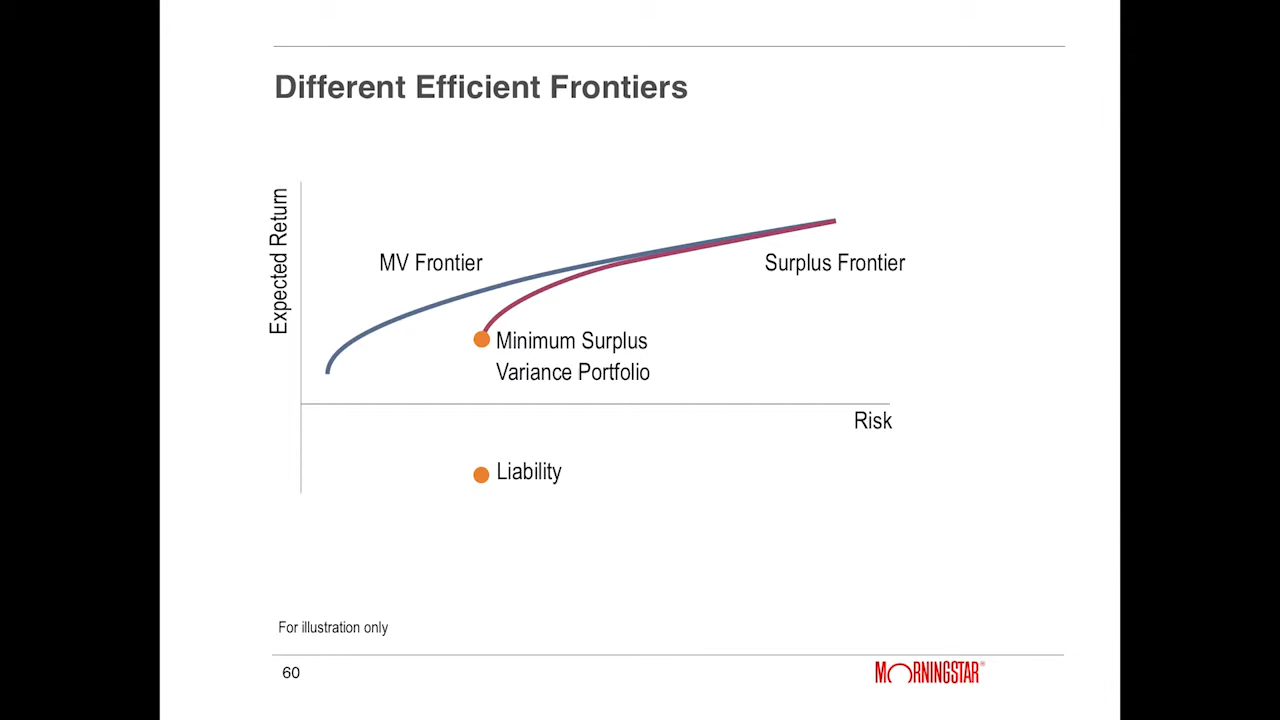 Different Efficient Frontiers
Expected Return
MV Frontier
Surplus Frontier
Minimum Surplus
Variance Portfolio
Risk
Liability
For illustration only
60
MORNINGSTAR®